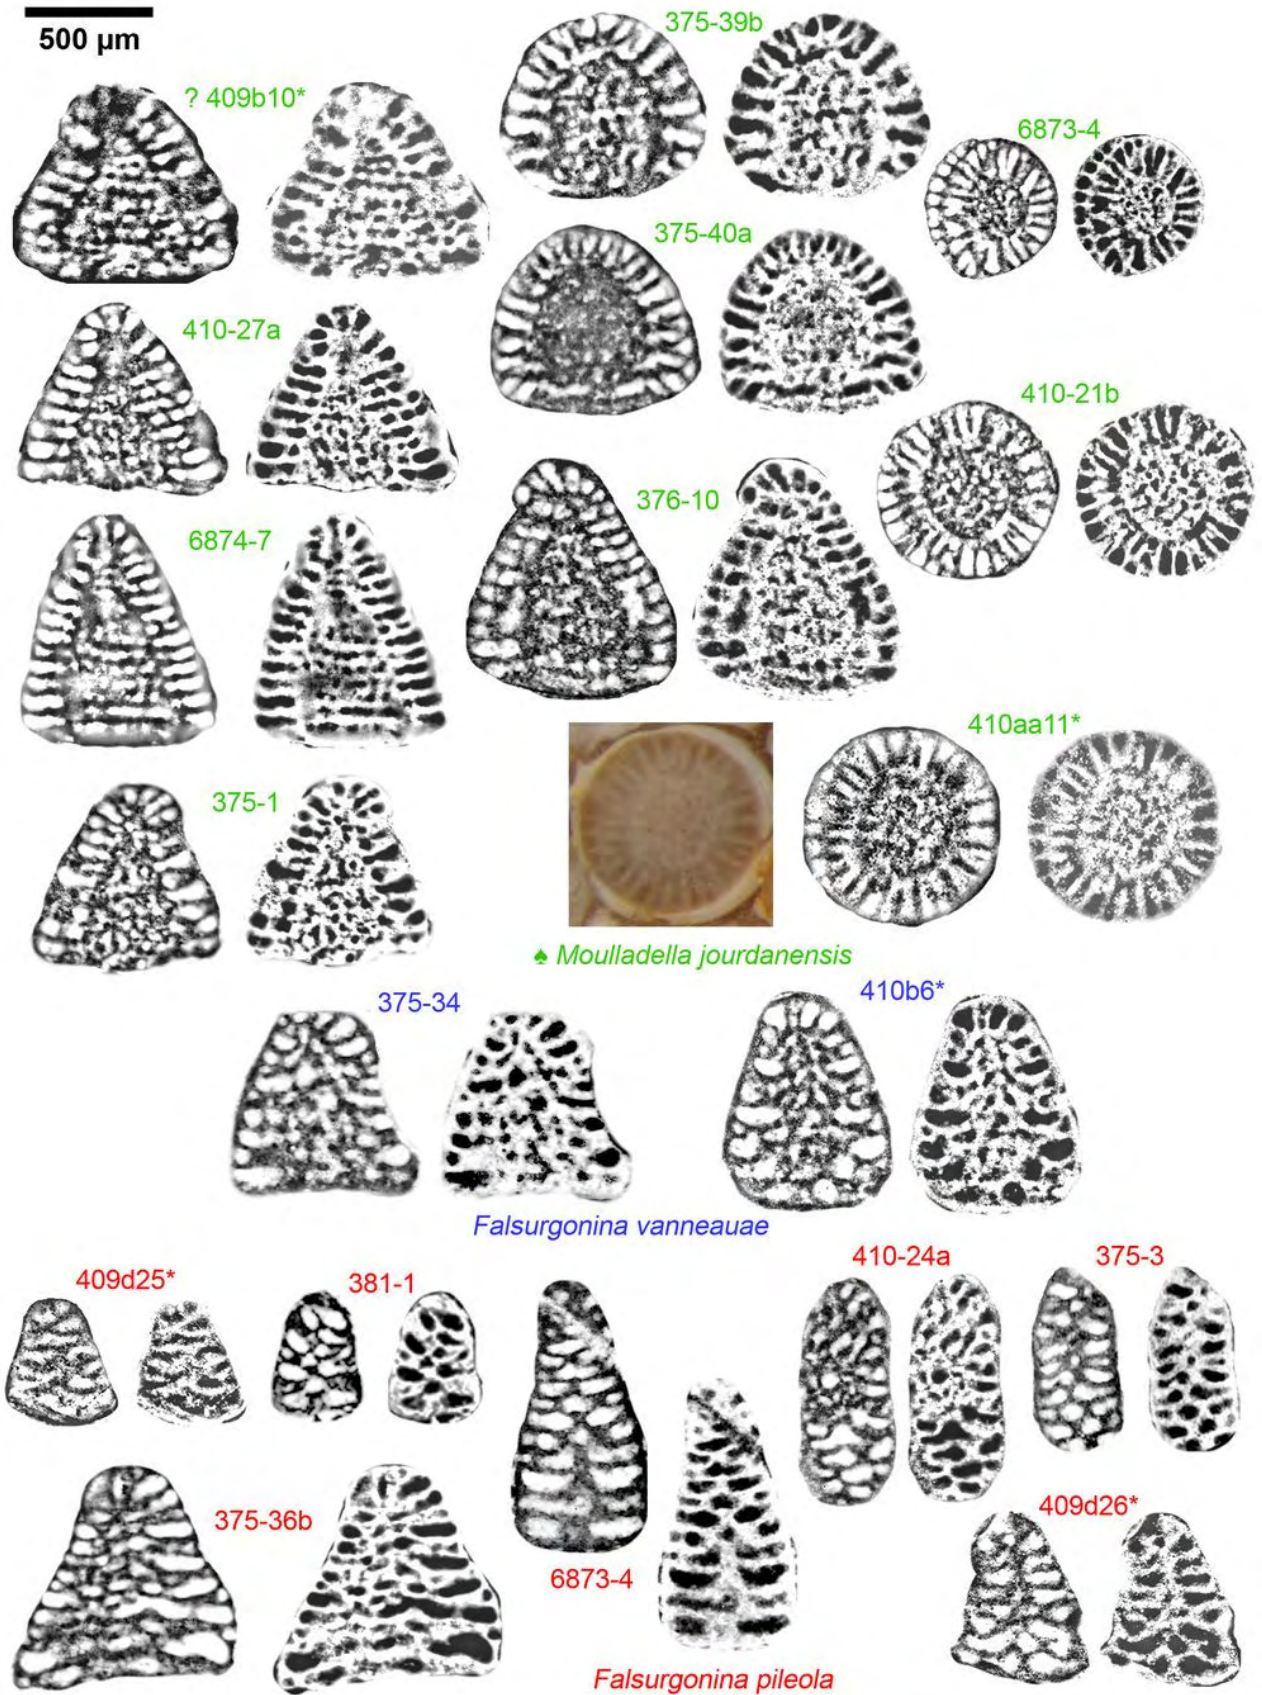 500 µm
375-39b
? 409b10*
6873-4
375-40a
410-27a
410-21b
376-10
6874-7
410aa11*
375-1
♠ Moulladella jourdanensis
375-34
410b6*
Falsurgonina vanneauae
409d25*
381-1
410-24a
375-3
375-36b
409d26*
6873-4
Falsurgonina pileola